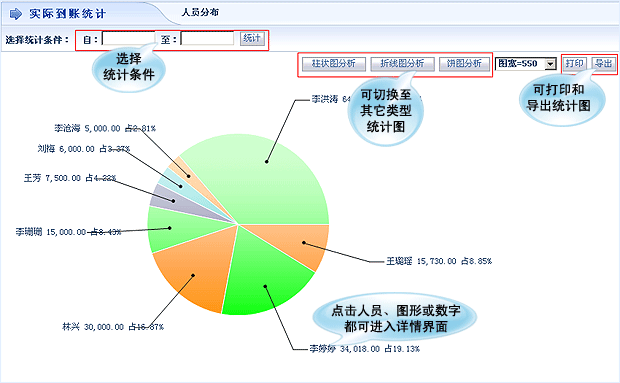 实际到账统计
人员分布
选择统计条件： 自： 至： 统计
选择
统计条件
柱状图分析 折线图分析 饼图分析 图宽=550 打印 导出
可切换至
其它类型
统计图
可打印和
导出统计图
李洪涛 64
李沧海 5,000.00 占2.81%
刘梅 6,000.00 占3.37%
王芳 7,500.00 占4.22%
李珊珊 15,000.00 占8.43%
王璐瑶 15,730.00 占8.85%
林兴 30,000.00 占16.87%
李婷婷 34,018.00 占19.13%
点击人员、图形或数字
都可进入详情界面